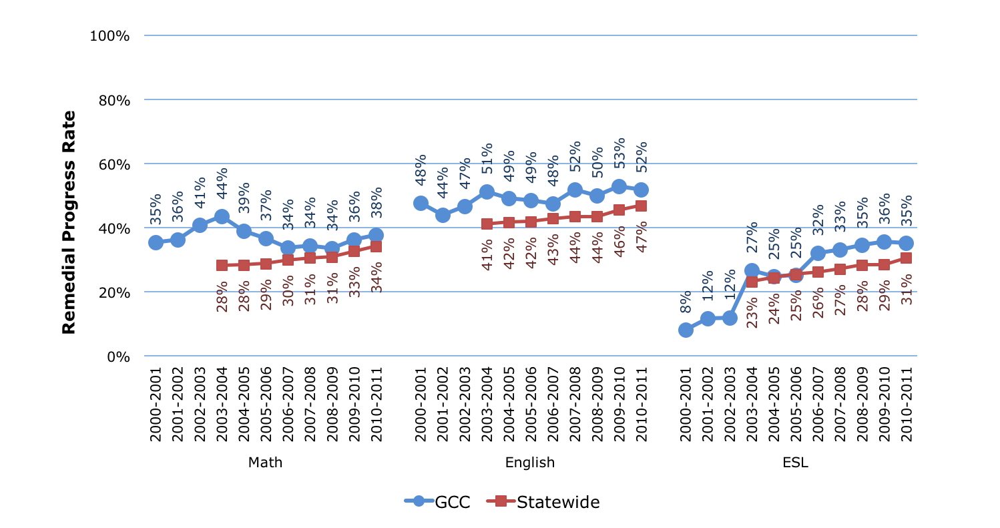 Remedial Progress Rate
100%
80%
60%
40%
20%
0%
35% 36% 41% 44% 39% 37% 34% 34% 34% 36% 38%
28% 28% 29% 30% 31% 31% 33% 34%
48% 44% 47% 51% 49% 49% 48% 52% 50% 53% 52%
41% 42% 42% 43% 44% 44% 46% 47%
8% 12% 12% 27% 25% 25% 32% 33% 35% 36% 35%
23% 24% 25% 26% 27% 28% 29% 31%
2000-2001 2001-2002 2002-2003 2003-2004 2004-2005 2005-2006 2006-2007 2007-2008 2008-2009 2009-2010 2010-2011
2000-2001 2001-2002 2002-2003 2003-2004 2004-2005 2005-2006 2006-2007 2007-2008 2008-2009 2009-2010 2010-2011
2000-2001 2001-2002 2002-2003 2003-2004 2004-2005 2005-2006 2006-2007 2007-2008 2008-2009 2009-2010 2010-2011
Math English ESL
GCC Statewide